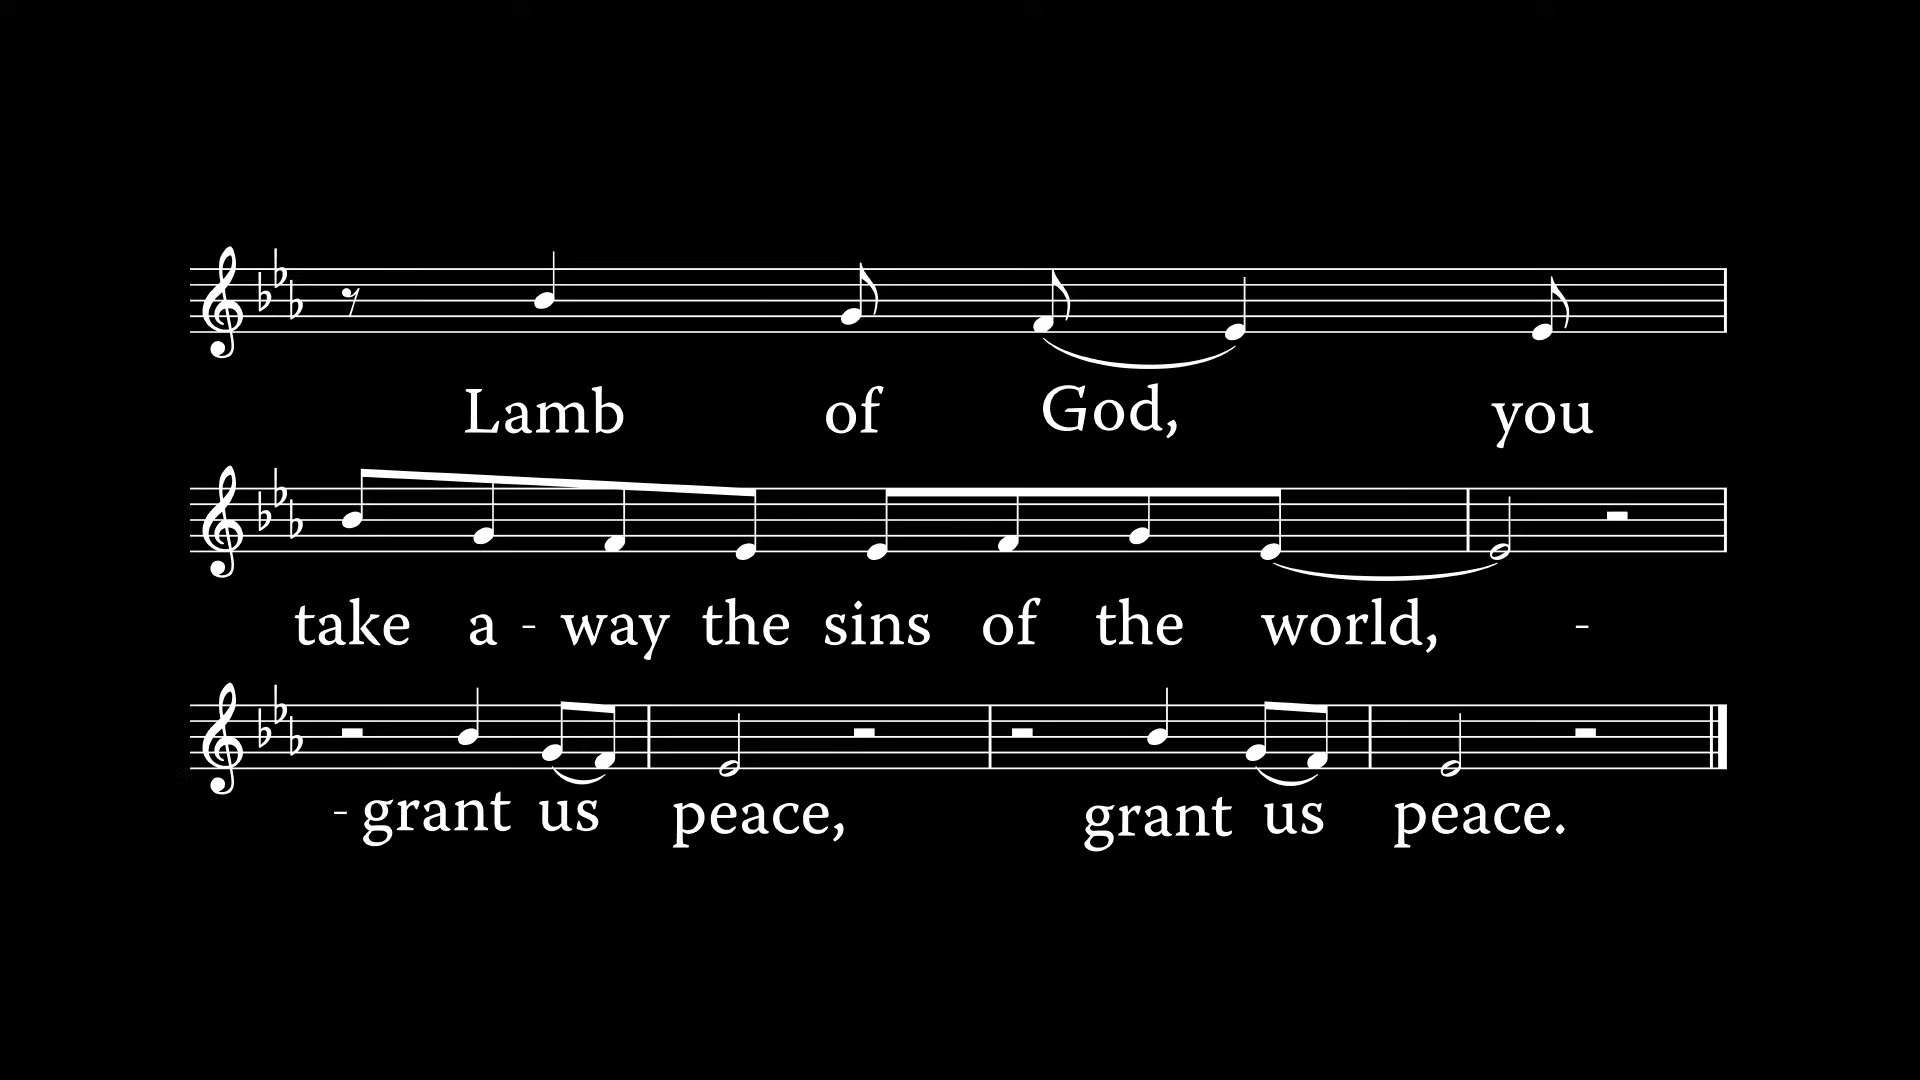 Lamb of God, you
take a - way the sins of the world, -
- grant us peace, grant us peace.